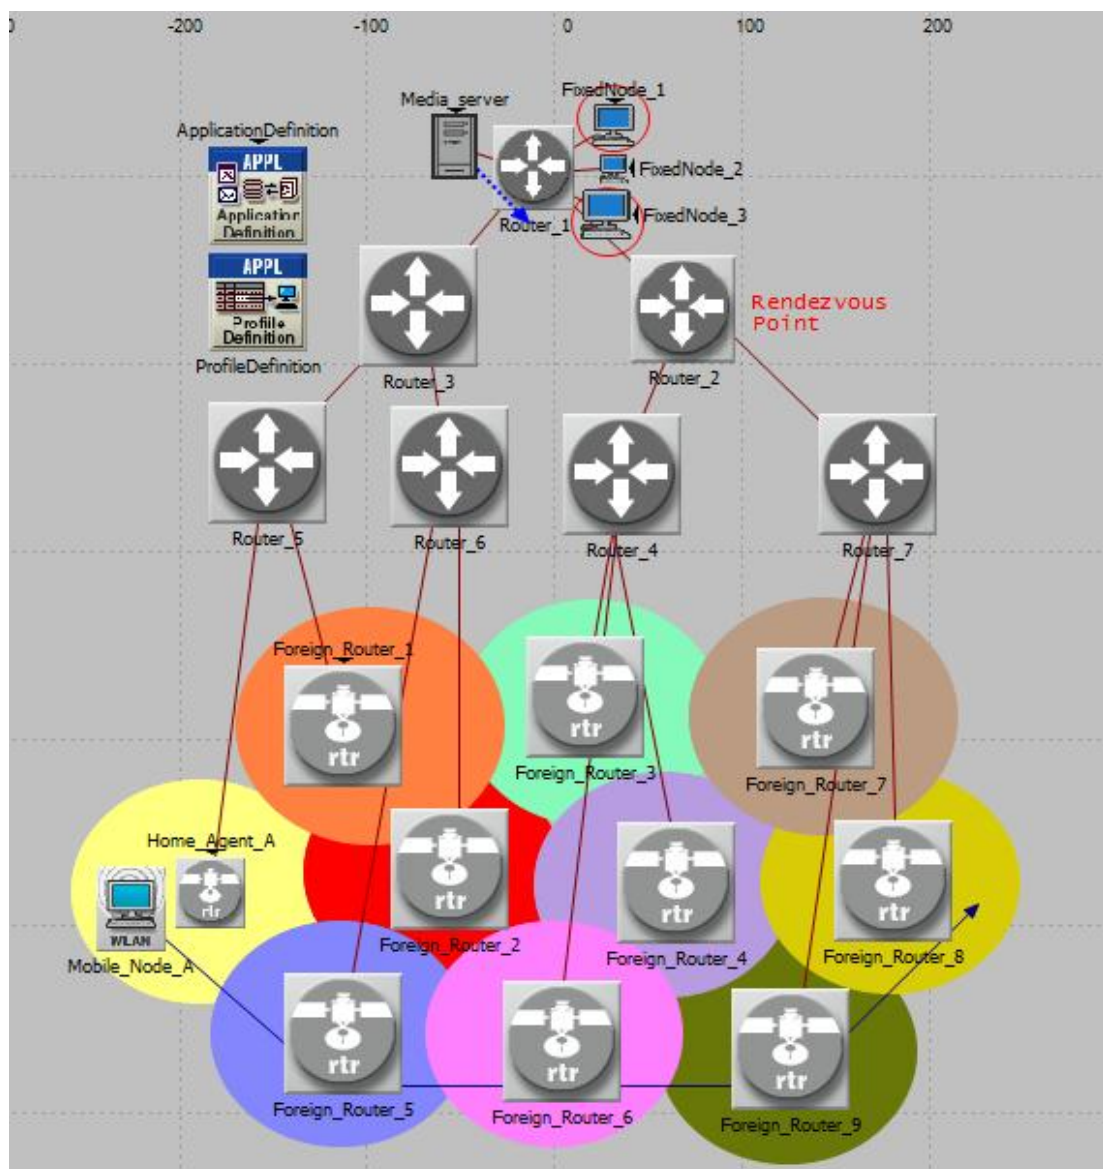 0
-200
-100
0
100
200
Media_server
FixedNode_1
ApplicationDefinition
APPL
Application
Definition
FixedNode_2
FixedNode_3
Router_1
APPL
Profile
Definition
ProfileDefinition
Rendezvous
Point
Router_3
Router_2
Router_5
Router_6
Router_4
Router_7
Foreign_Router_1
rtr
rtr
Foreign_Router_3
rtr
Foreign_Router_7
Home_Agent_A
rtr
WLAN
Mobile_Node_A
rtr
Foreign_Router_2
rtr
Foreign_Router_4
rtr
Foreign_Router_8
rtr
Foreign_Router_5
rtr
Foreign_Router_6
rtr
Foreign_Router_9